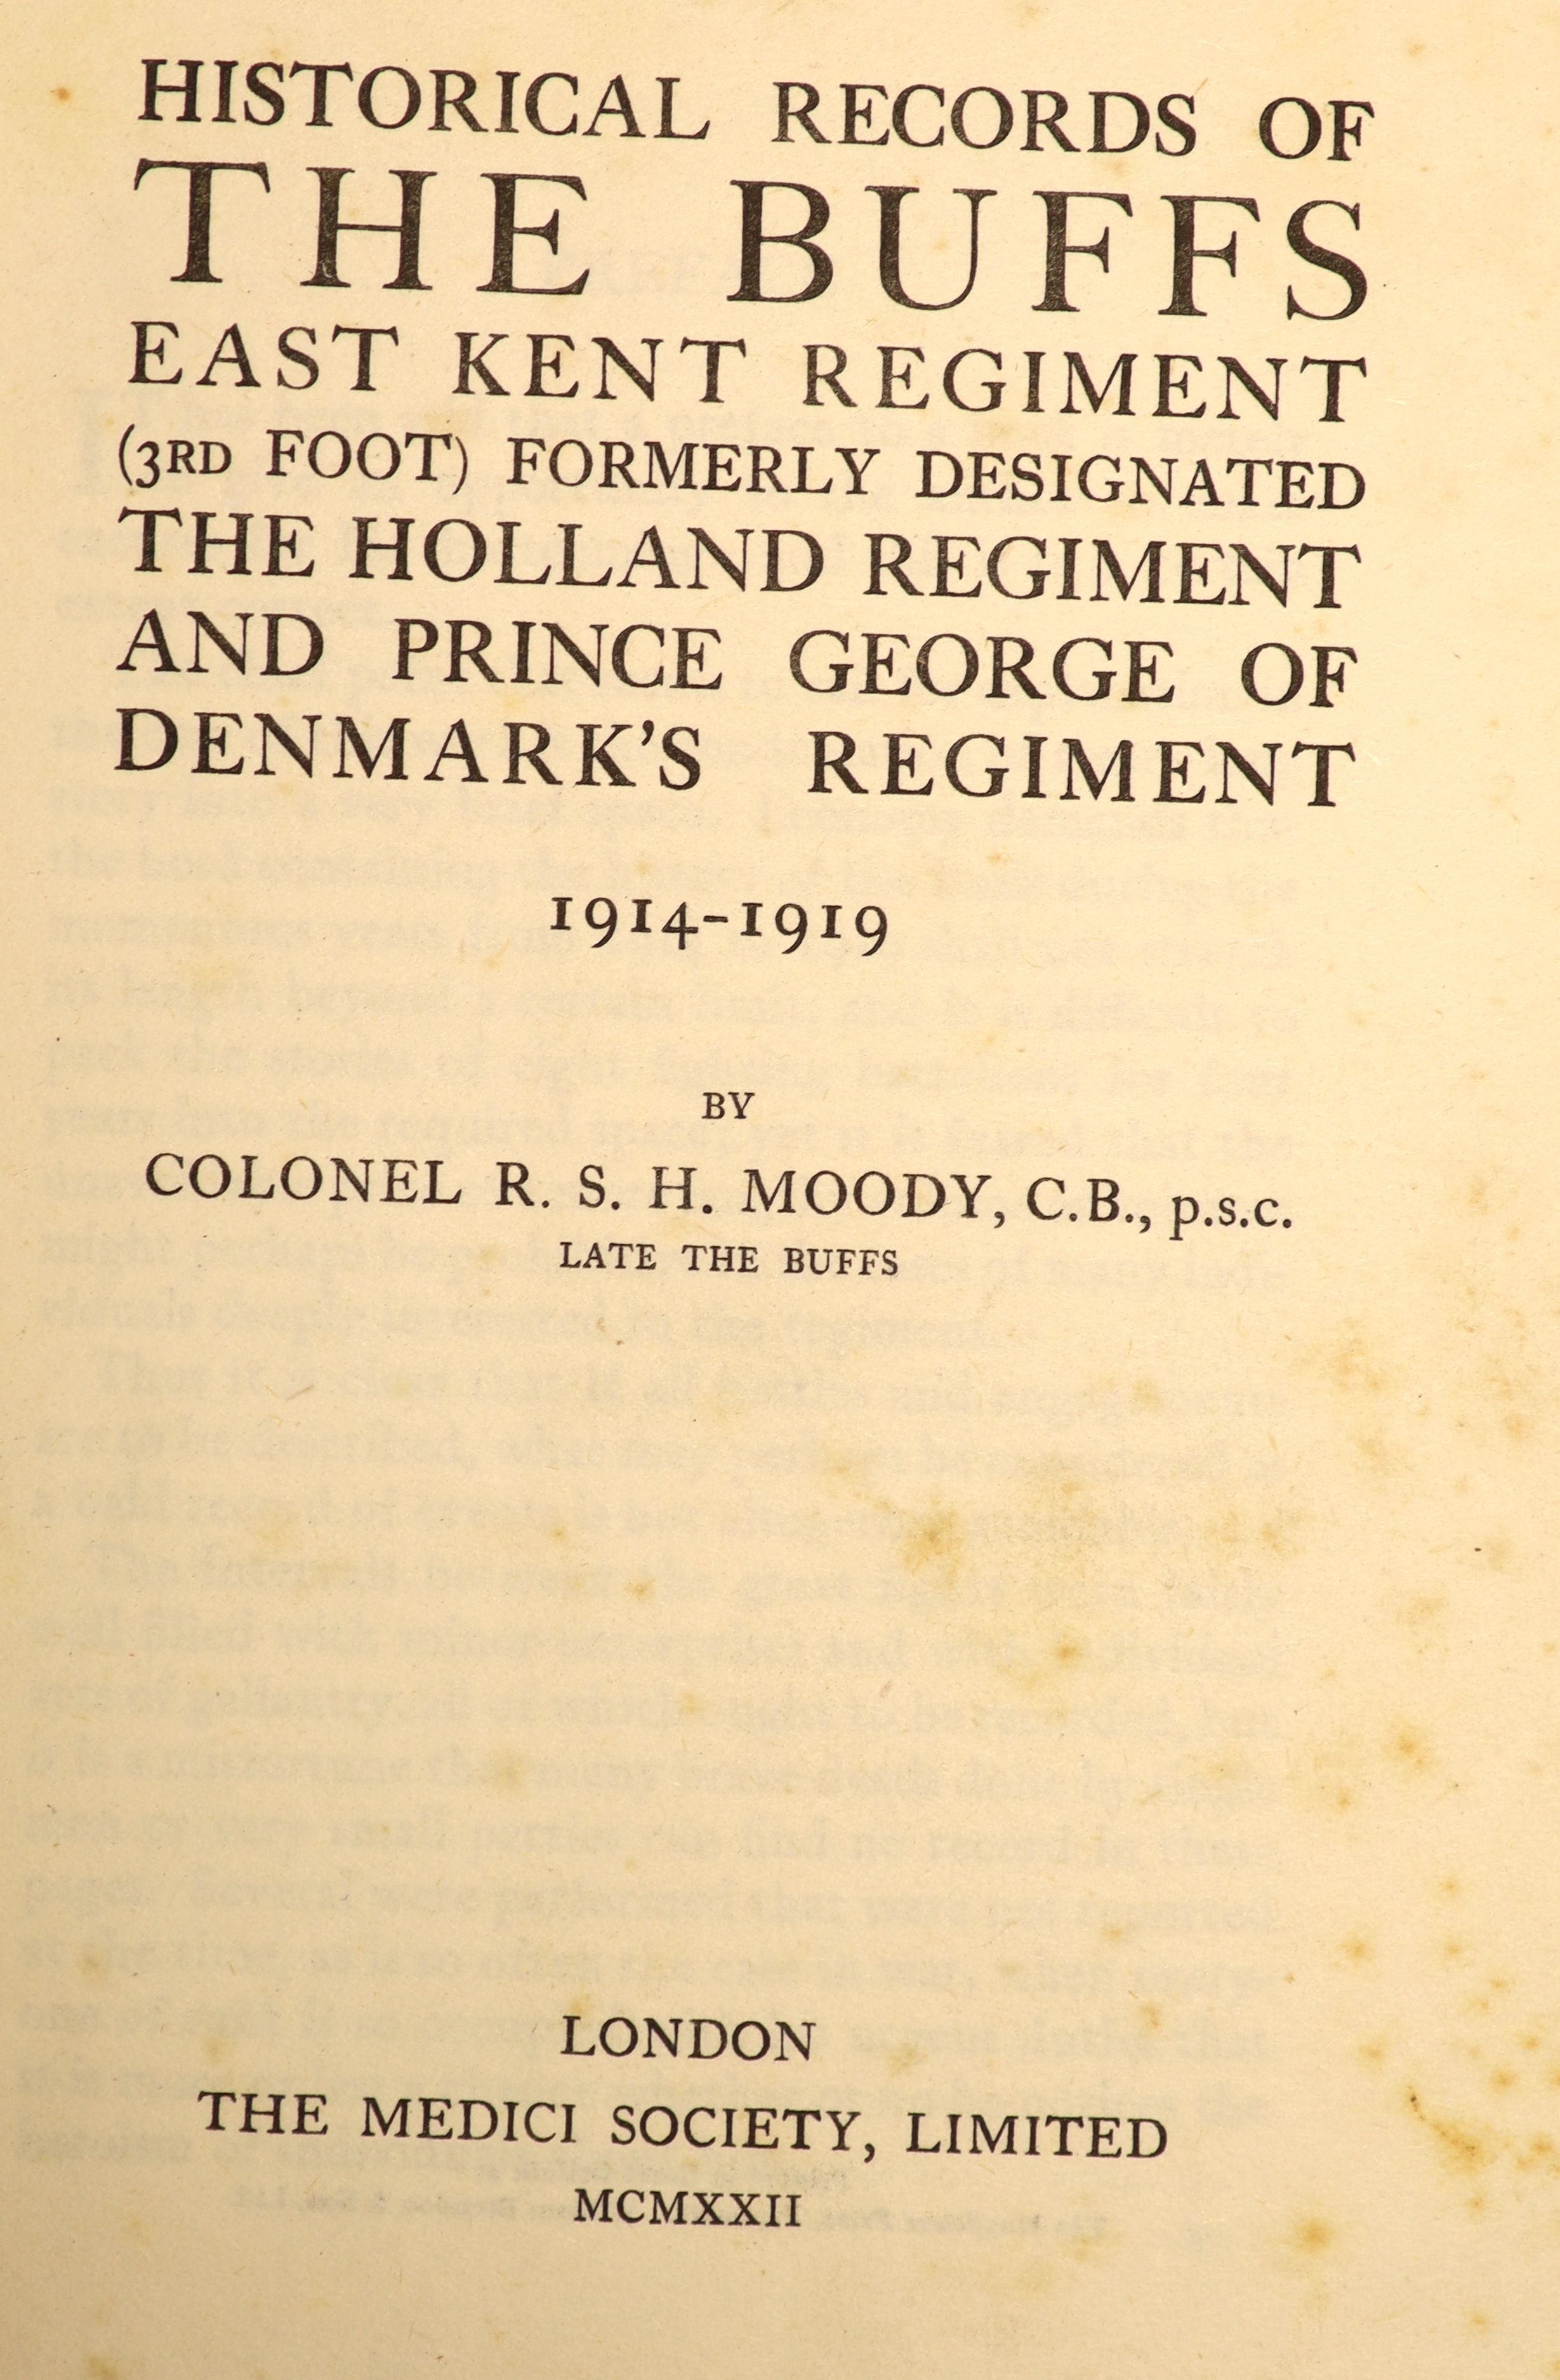 HISTORICAL RECORDS OF
THE BUFFS
EAST KENT REGIMENT
(3RD FOOT) FORMERLY DESIGNATED
THE HOLLAND REGIMENT
AND PRINCE GEORGE OF
DENMARK'S REGIMENT
1914-1919
BY
COLONEL R. S. H. MOODY, C.B., p.s.c.
LATE THE BUFFS
LONDON
THE MEDICI SOCIETY, LIMITED
MCMXXII